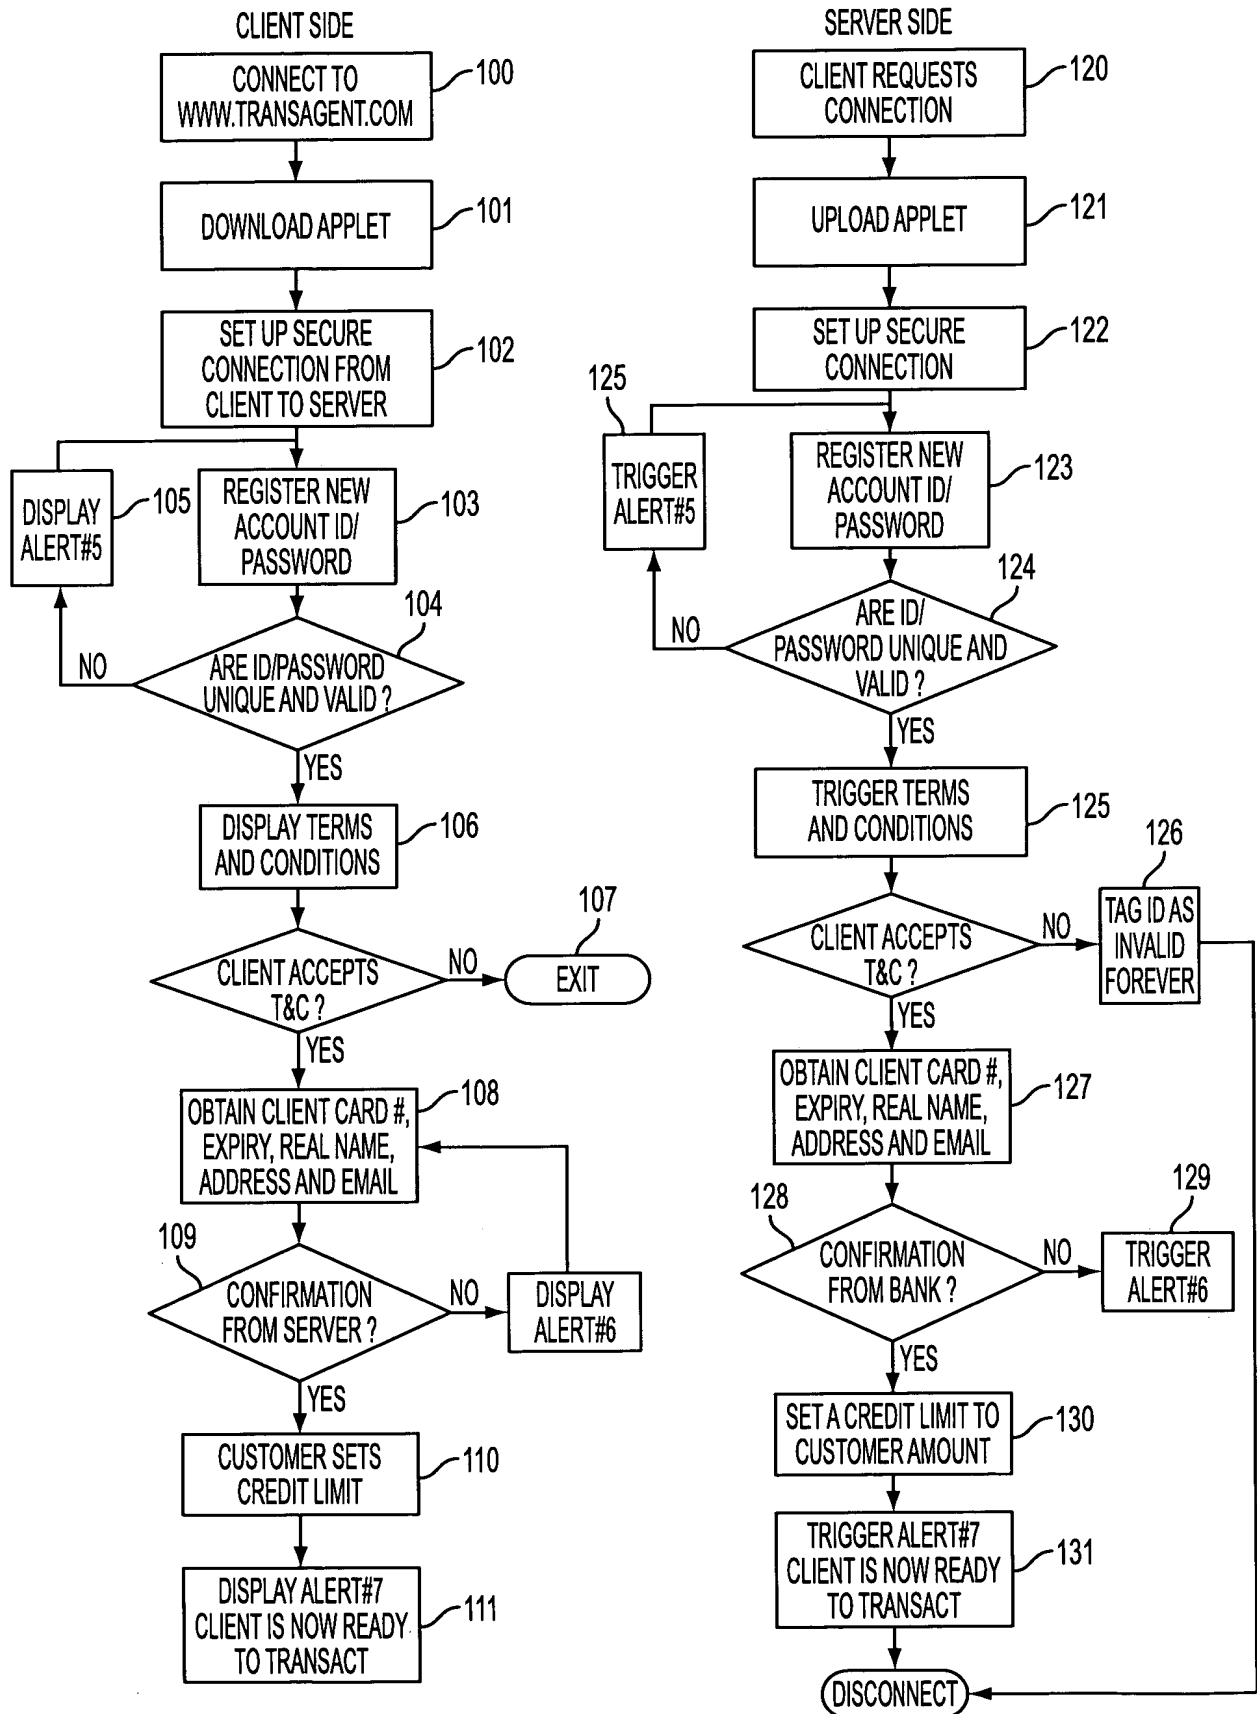 CLIENT SIDE
CONNECT TO
WWW.TRANSAGENT.COM
100
DOWNLOAD APPLET
101
SET UP SECURE
CONNECTION FROM
CLIENT TO SERVER
102
DISPLAY
ALERT#5
105
REGISTER NEW
ACCOUNT ID/
PASSWORD
103
104
ARE ID/PASSWORD
UNIQUE AND VALID ?
NO
YES
DISPLAY TERMS
AND CONDITIONS
106
CLIENT ACCEPTS
T&C ?
NO
107
EXIT
YES
OBTAIN CLIENT CARD #,
EXPIRY, REAL NAME,
ADDRESS AND EMAIL
108
109
CONFIRMATION
FROM SERVER ?
NO
DISPLAY
ALERT#6
YES
CUSTOMER SETS
CREDIT LIMIT
110
DISPLAY ALERT#7
CLIENT IS NOW READY
TO TRANSACT
111
SERVER SIDE
CLIENT REQUESTS
CONNECTION
120
UPLOAD APPLET
121
SET UP SECURE
CONNECTION
122
125
TRIGGER
ALERT#5
REGISTER NEW
ACCOUNT ID/
PASSWORD
123
124
ARE ID/
PASSWORD UNIQUE AND
VALID ?
NO
YES
TRIGGER TERMS
AND CONDITIONS
125
CLIENT ACCEPTS
T&C ?
NO
126
TAG ID AS
INVALID
FOREVER
YES
OBTAIN CLIENT CARD #,
EXPIRY, REAL NAME,
ADDRESS AND EMAIL
127
128
CONFIRMATION
FROM BANK ?
NO
129
TRIGGER
ALERT#6
YES
SET A CREDIT LIMIT TO
CUSTOMER AMOUNT
130
TRIGGER ALERT#7
CLIENT IS NOW READY
TO TRANSACT
131
DISCONNECT